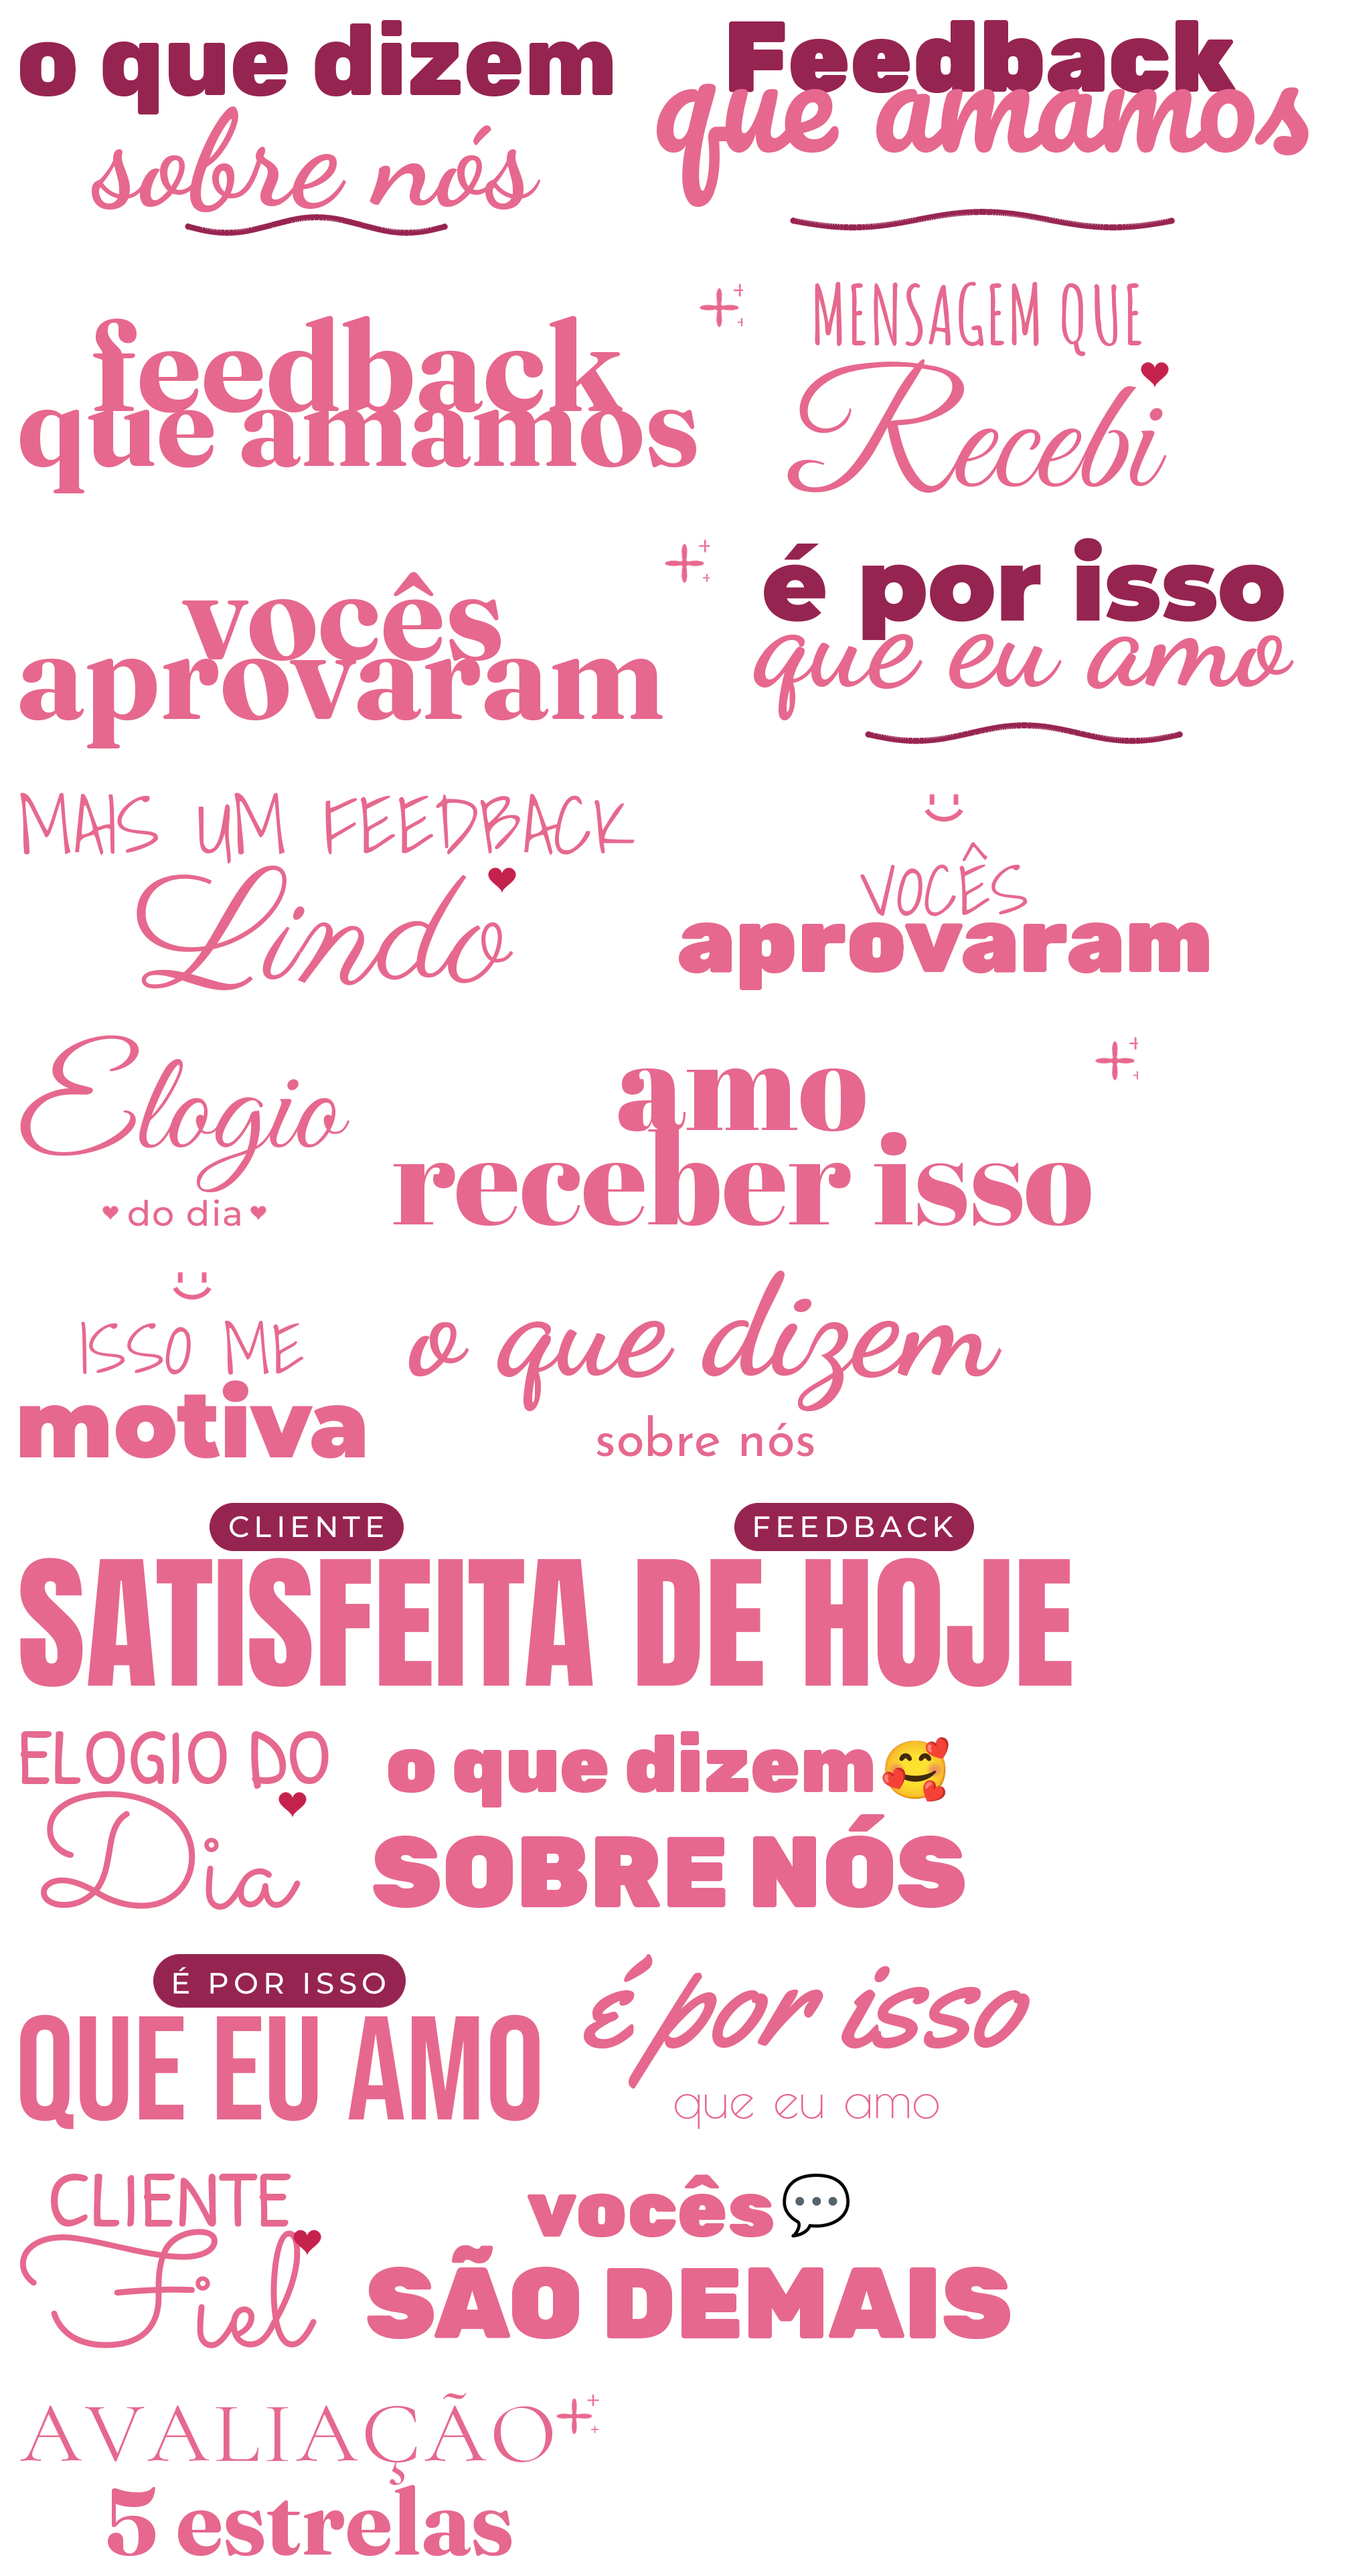 o que dizem
sobre nós
Feedback
que amamos
feedback
que amamos
MENSAGEM QUE
Recebi
vocês
aprovaram
é por isso
que eu amo
MAIS UM FEEDBACK
Lindo
VOCÊS
aprovaram
Elogio
do dia
amo
receber isso
ISSO ME
motiva
o que dizem
sobre nós
CLIENTE
SATISFEITA
FEEDBACK
DE HOJE
ELOGIO DO
Dia
o que dizem
SOBRE NÓS
É POR ISSO
QUE EU AMO
é por isso
que eu amo
CLIENTE
Fiel
vocês
SÃO DEMAIS
AVALIAÇÃO
5 estrelas